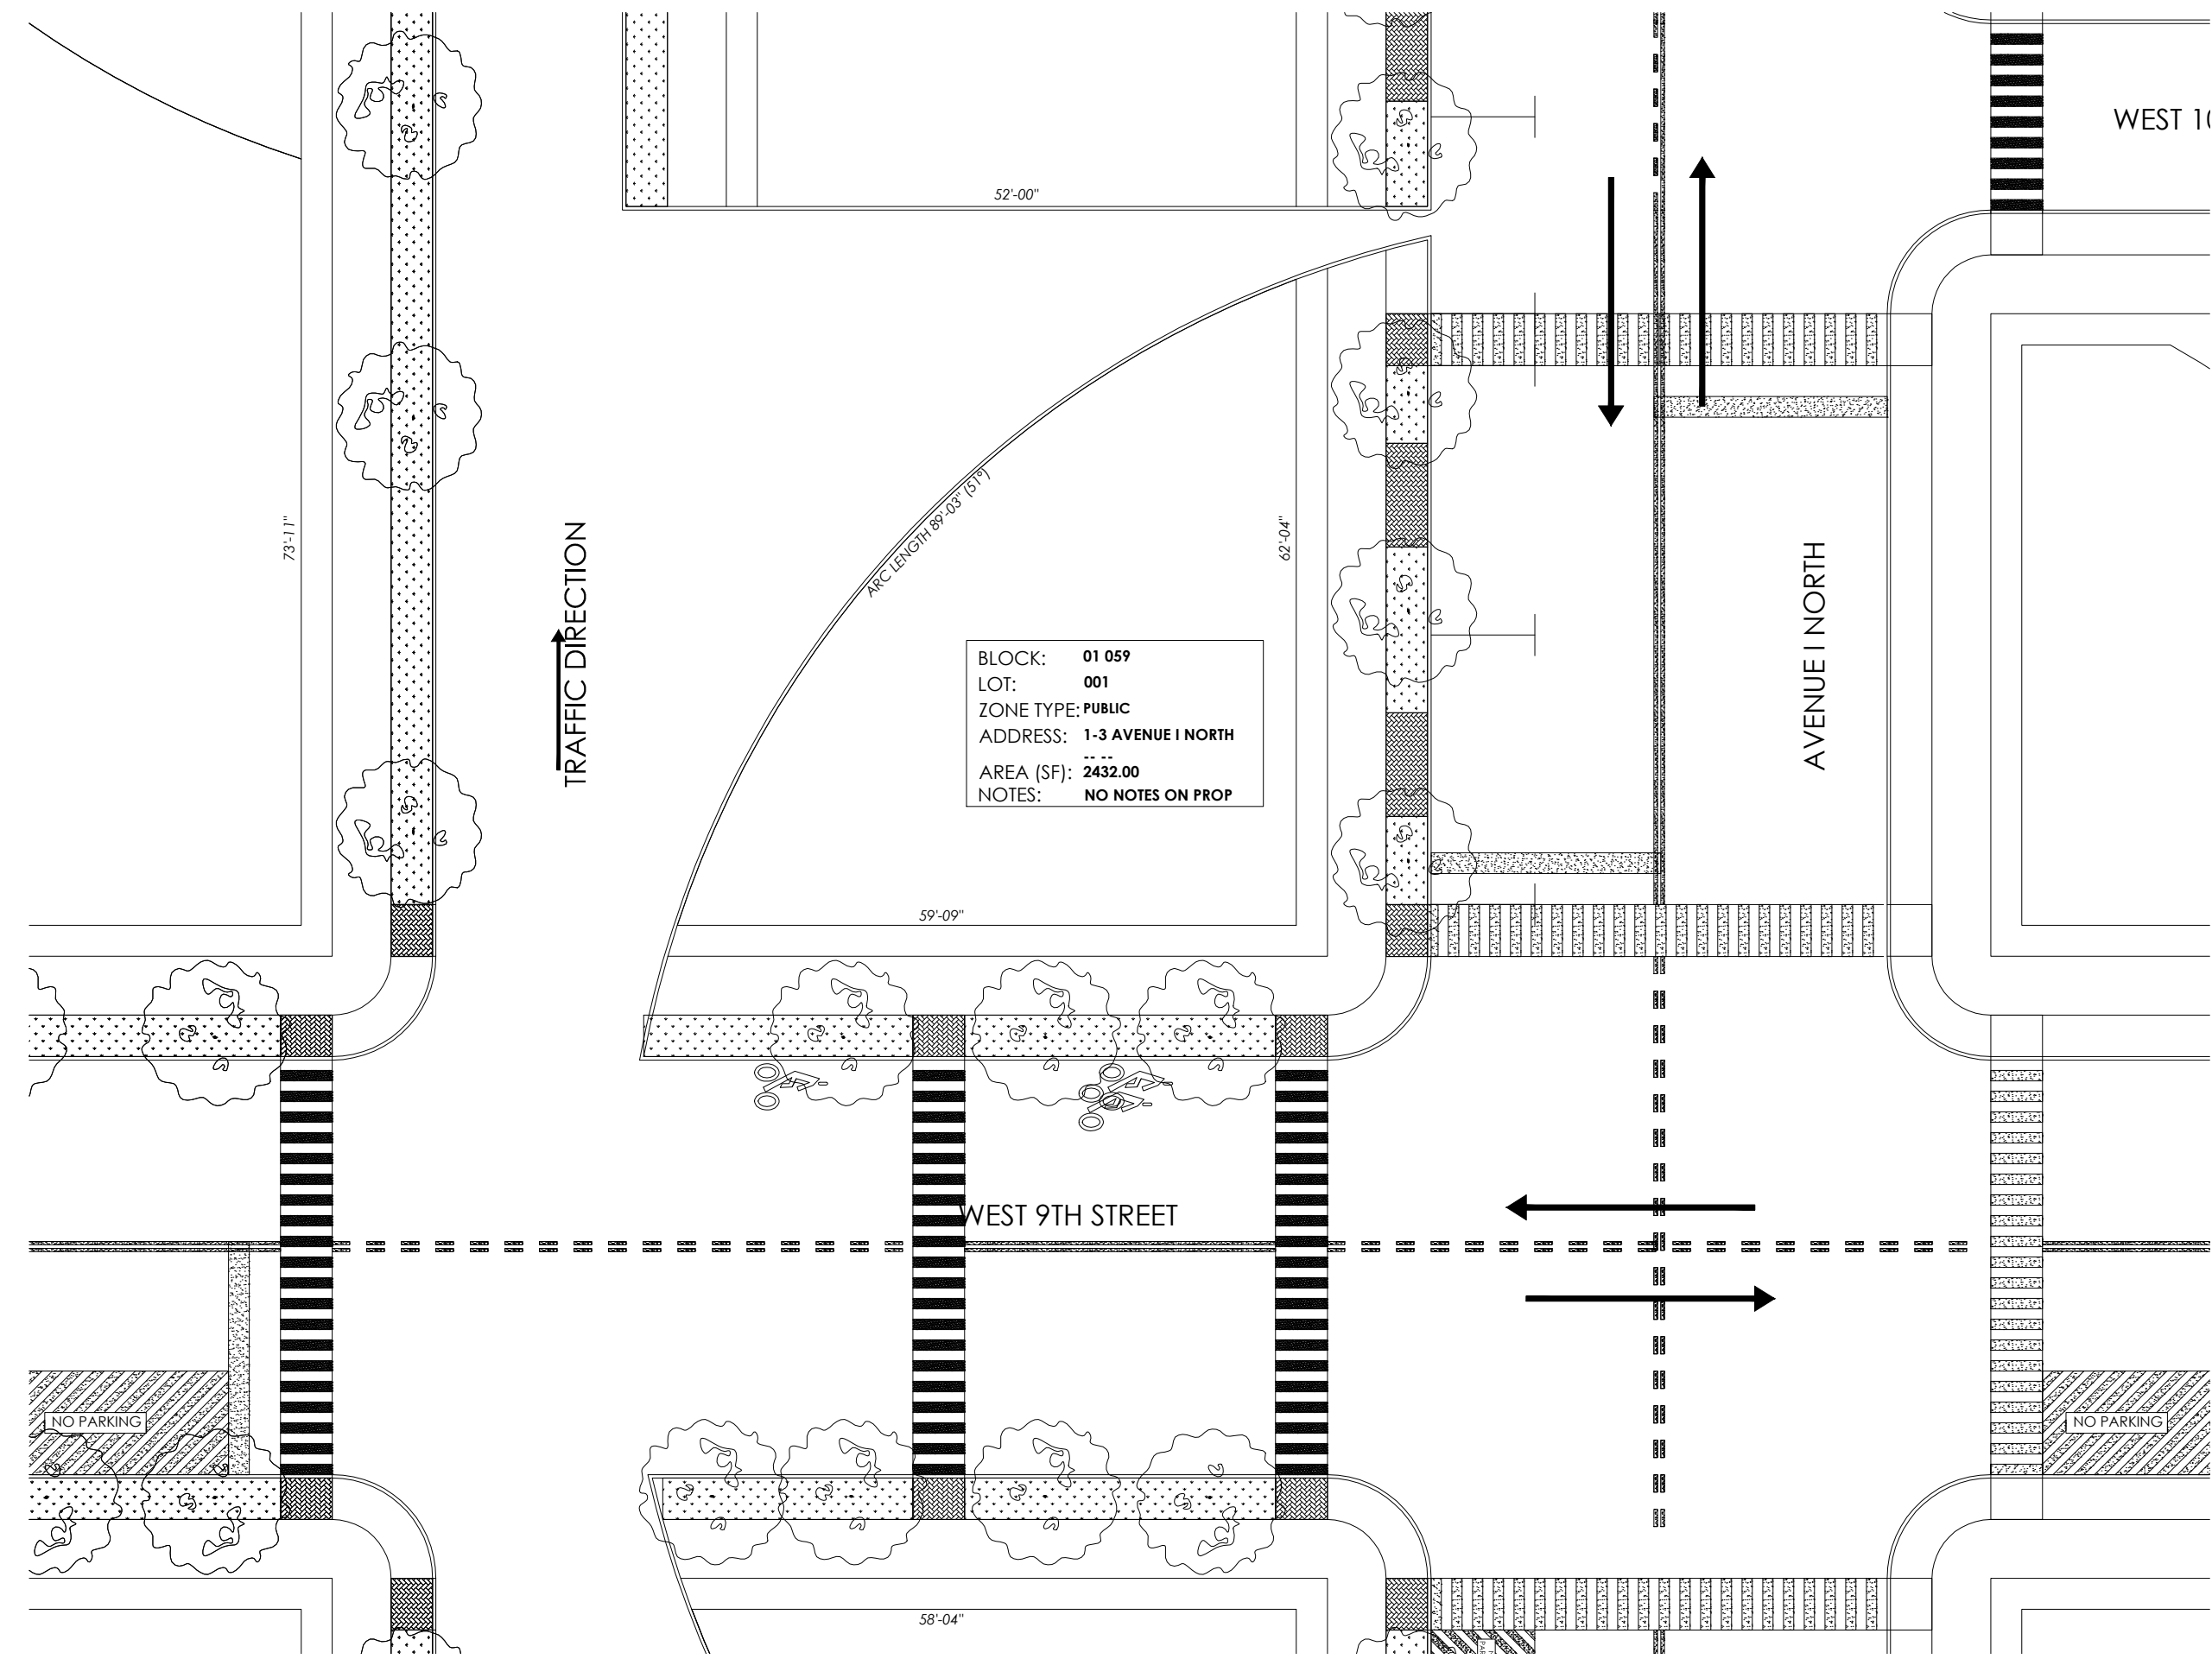 WEST 10
52'-00"
73'-11"
TRAFFIC DIRECTION
ARC LENGTH 89'-03" (51°)
62'-04"
AVENUE I NORTH
BLOCK: 01 059
LOT: 001
ZONE TYPE: PUBLIC
ADDRESS: 1-3 AVENUE I NORTH
-- --
AREA (SF): 2432.00
NOTES: NO NOTES ON PROP
59'-09"
WEST 9TH STREET
NO PARKING
NO PARKING
58'-04"